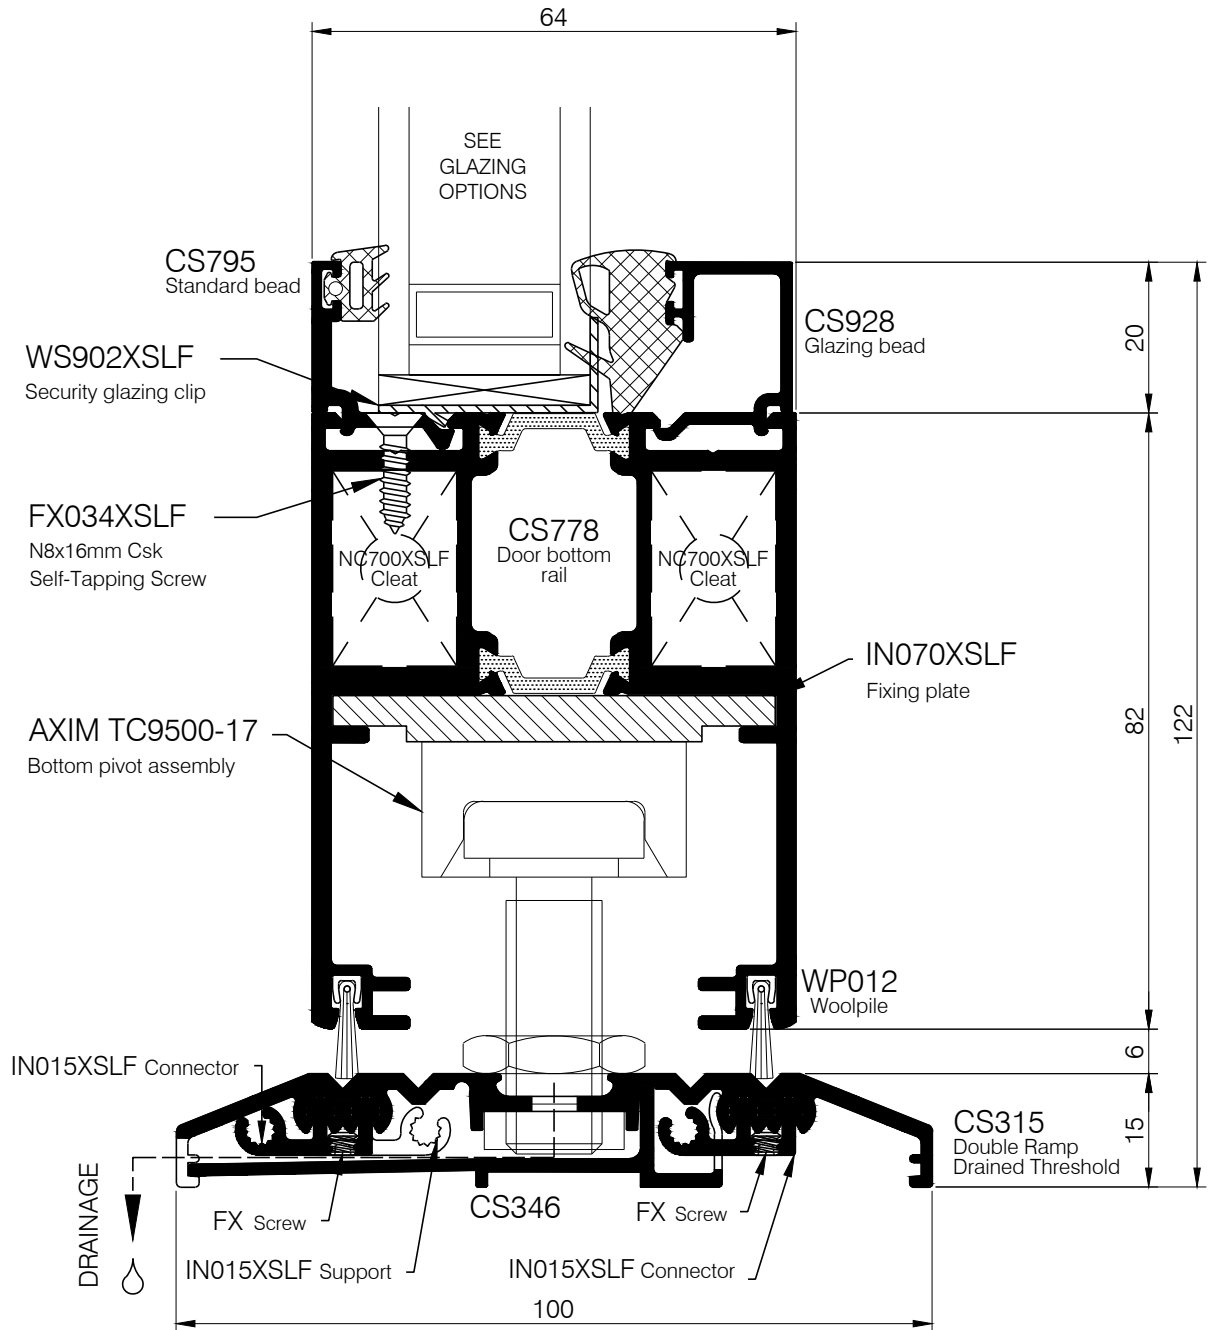 64
SEE
GLAZING
OPTIONS
CS795
Standard bead
CS928
Glazing bead
20
WS902XSLF
Security glazing clip
FX034XSLF
N8x16mm Csk
Self-Tapping Screw
CS778
Door bottom
rail
NC700XSLF
Cleat
NC700XSLF
Cleat
IN070XSLF
Fixing plate
AXIM TC9500-17
Bottom pivot assembly
82
122
WP012
Woolpile
6
IN015XSLF Connector
CS315
Double Ramp
Drained Threshold
15
DRAINAGE
FX Screw
CS346
FX Screw
IN015XSLF Support
IN015XSLF Connector
100